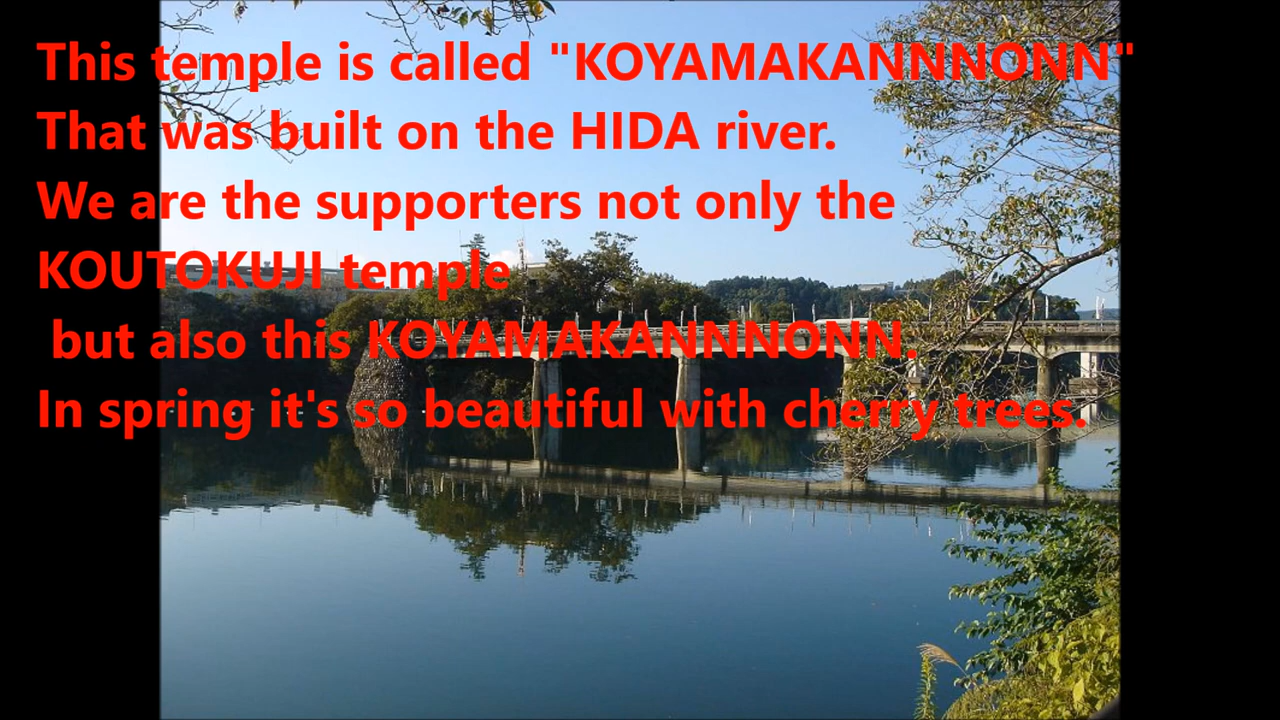 This temple is called "KOYAMAKANNNONN"
That was built on the HIDA river.
We are the supporters not only the
KOUTOKUJI temple
but also this KOYAMAKANNNONN.
In spring it's so beautiful with cherry trees.